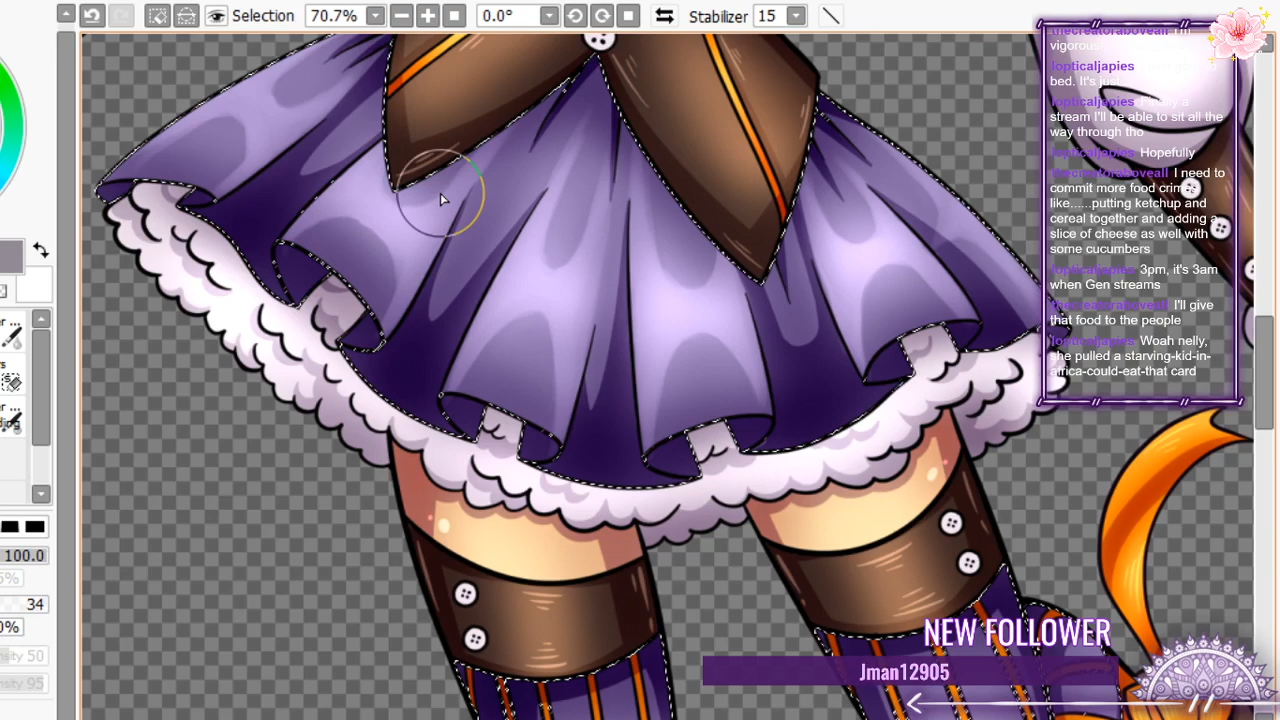 Selection 70.7% 0.0° Stabilizer 15
thecreatoraboveall I'm
vigorous
lopticaljapies
bed. It's just
lopticaljapies Finally a
stream I'll be able to sit all the
way through tho
lopticaljapies Hopefully
thecreatoraboveall I need to
commit more food crimes
like......putting ketchup and
cereal together and adding a
slice of cheese as well with
some cucumbers
lopticaljapies 3pm, it's 3am
when Gen streams
thecreatoraboveall I'll give
that food to the people
lopticaljapies Woah nelly,
she pulled a starving-kid-in-
africa-could-eat-that card
100.0
34
50
95
NEW FOLLOWER
Jman12905